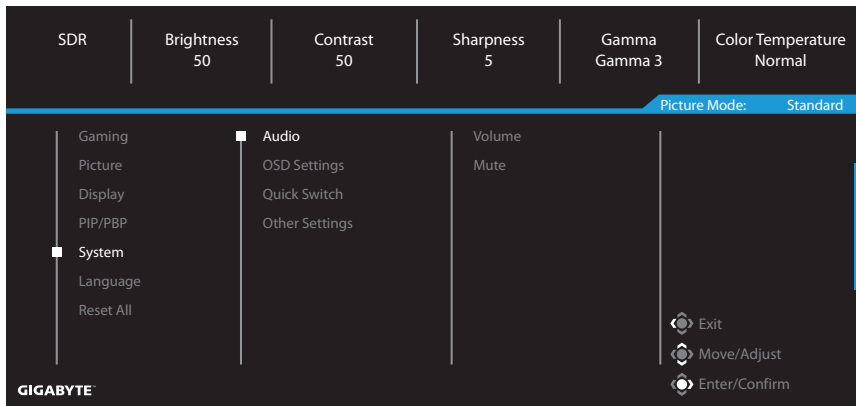 SDR
Brightness
50
Contrast
50
Sharpness
5
Gamma
Gamma 3
Color Temperature
Normal
Picture Mode: Standard
Gaming
Picture
Display
PIP/PBP
System
Language
Reset All
Audio
OSD Settings
Quick Switch
Other Settings
Volume
Mute
Exit
Move/Adjust
Enter/Confirm
GIGABYTE™